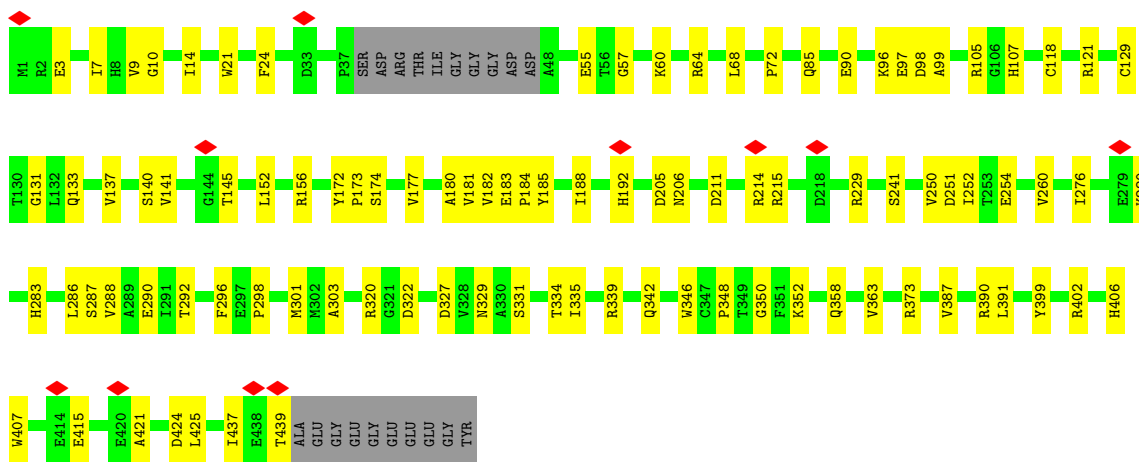 M1 R2 E3 I7 H8 V9 G10 I14 W21 F24 D33 P37 SER ASP ARG THR ILE GLY GLY GLY ASP ASP A48 E55 T56 G57 K60 R64 L68 P72 Q85 E90 K96 E97 D98 A99 R105 G106 H107 C118 R121 C129
T130 G131 L132 Q133 V137 S140 V141 G144 T145 L152 R156 Y172 P173 S174 V177 A180 V181 V182 E183 P184 Y185 I188 H192 D205 N206 D211 R214 R215 D218 R229 S241 V250 D251 I252 T253 E254 V260 I276 E279
H283 L286 S287 V288 A289 E290 I291 T292 F296 E297 P298 M301 M302 A303 R320 G321 D322 D327 V328 N329 A330 S331 T334 I335 R339 Q342 W346 C347 P348 T349 G350 F351 K352 Q358 V363 R373 V387 R390 L391 Y399 R402 H406
W407 E414 E415 E420 A421 D424 L425 I437 E438 T439 ALA GLU GLY GLU GLY GLU GLU GLU GLY TYR